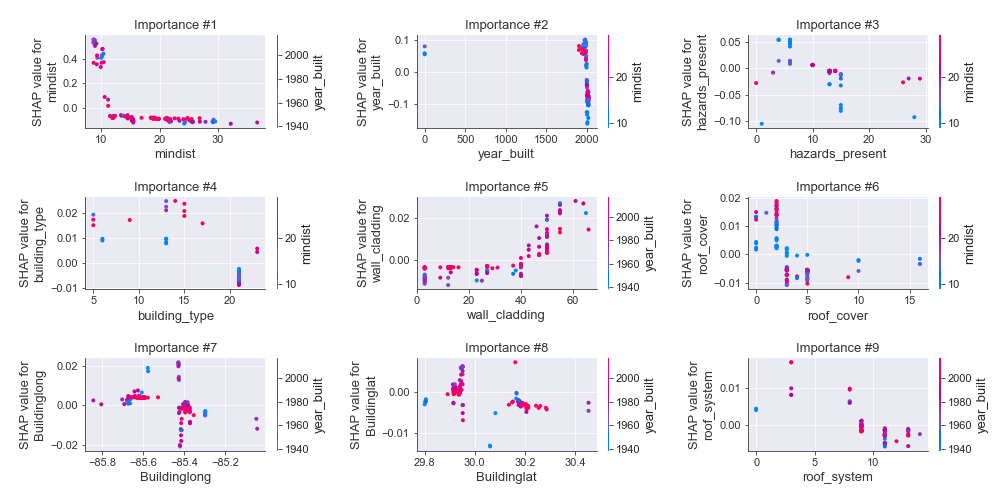 Importance #1
SHAP value for
mindist
0.4
0.2
0.0
10
20
30
mindist
2000
1980
1960
1940
year_built
Importance #2
SHAP value for
year_built
0.1
0.0
−0.1
0
500
1000
1500
2000
year_built
20
10
mindist
Importance #3
SHAP value for
hazards_present
0.05
0.00
−0.05
−0.10
0
10
20
30
hazards_present
20
10
mindist
Importance #4
SHAP value for
building_type
0.02
0.01
0.00
−0.01
5
10
15
20
building_type
20
10
mindist
Importance #5
SHAP value for
wall_cladding
0.02
0.00
0
20
40
60
wall_cladding
2000
1980
1960
1940
year_built
Importance #6
SHAP value for
roof_cover
0.02
0.01
0.00
−0.01
0
5
10
15
roof_cover
20
10
mindist
Importance #7
SHAP value for
Buildinglong
0.02
0.00
−0.02
−85.8
−85.6
−85.4
−85.2
Buildinglong
2000
1980
1960
1940
year_built
Importance #8
SHAP value for
Buildinglat
0.00
−0.01
29.8
30.0
30.2
30.4
Buildinglat
2000
1980
1960
1940
year_built
Importance #9
SHAP value for
roof_system
0.01
0.00
0
10
roof_system
2000
1980
1960
1940
year_built